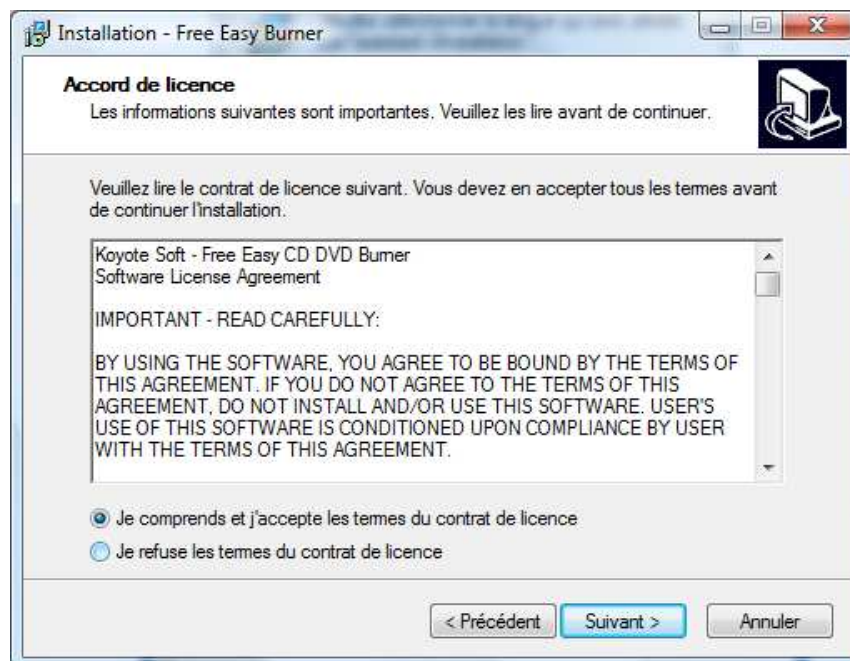 Installation - Free Easy Burner
Accord de licence
Les informations suivantes sont importantes. Veuillez les lire avant de continuer.
Veuillez lire le contrat de licence suivant. Vous devez en accepter tous les termes avant
de continuer l'installation.
Koyote Soft - Free Easy CD DVD Burner
Software License Agreement
IMPORTANT - READ CAREFULLY:
BY USING THE SOFTWARE, YOU AGREE TO BE BOUND BY THE TERMS OF
THIS AGREEMENT. IF YOU DO NOT AGREE TO THE TERMS OF THIS
AGREEMENT, DO NOT INSTALL AND/OR USE THIS SOFTWARE. USER'S
USE OF THIS SOFTWARE IS CONDITIONED UPON COMPLIANCE BY USER
WITH THE TERMS OF THIS AGREEMENT.
Je comprends et j'accepte les termes du contrat de licence
Je refuse les termes du contrat de licence
< Précédent Suivant > Annuler